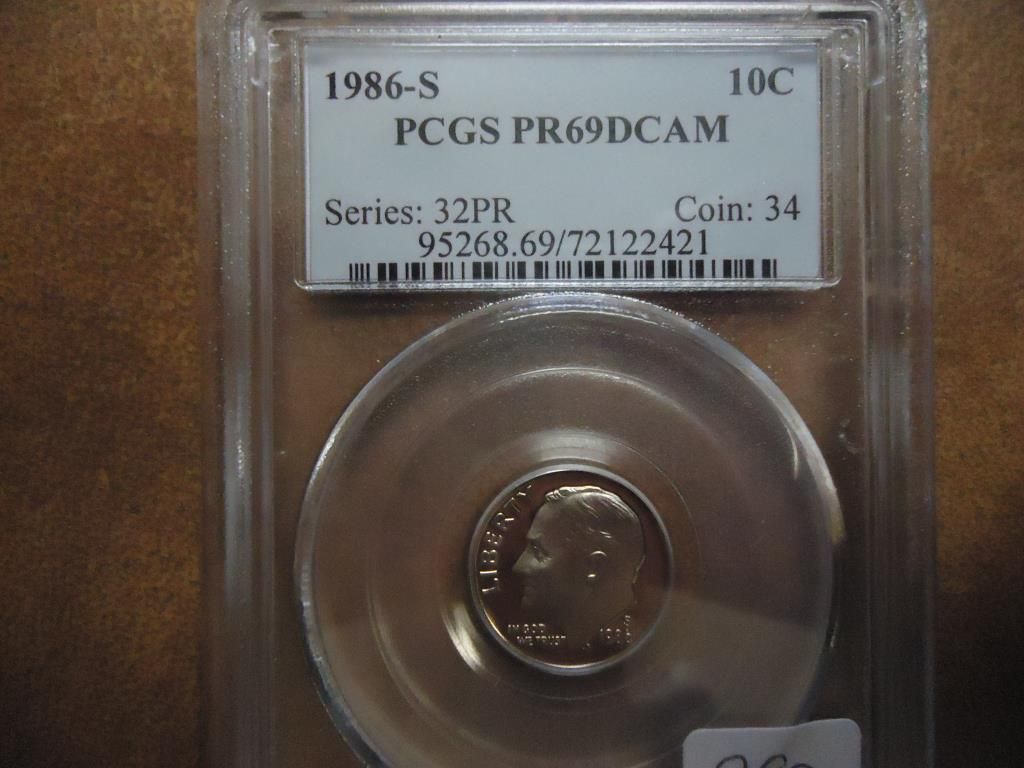 1986-S 10C
PCGS PR69DCAM
Series: 32PR Coin: 34
95268.69/72122421
LIBERTY
IN GOD
WE TRUST